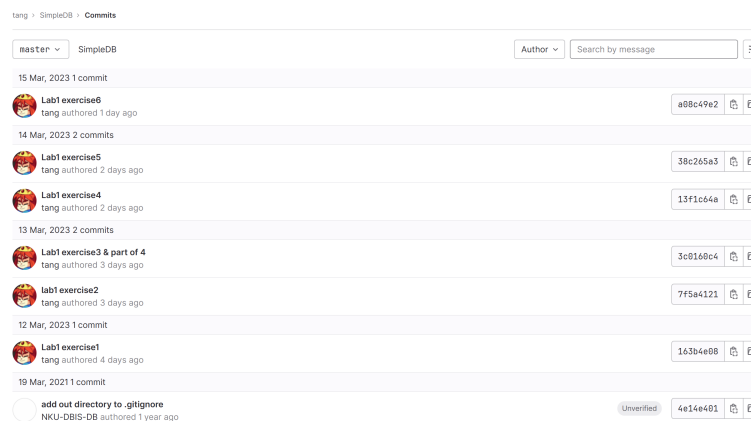 tang > SimpleDB > Commits
master SimpleDB Author Search by message
15 Mar, 2023 1 commit
Lab1 exercise6
tang authored 1 day ago
a08c49e2
14 Mar, 2023 2 commits
Lab1 exercise5
tang authored 2 days ago
38c265a3
Lab1 exercise4
tang authored 2 days ago
13f1c64a
13 Mar, 2023 2 commits
Lab1 exercise3 & part of 4
tang authored 3 days ago
3c0160c4
lab1 exercise2
tang authored 3 days ago
7f5a4121
12 Mar, 2023 1 commit
Lab1 exercise1
tang authored 4 days ago
163b4e08
19 Mar, 2021 1 commit
add out directory to .gitignore
NKU-DBIS-DB authored 1 year ago
Unverified 4e14e401